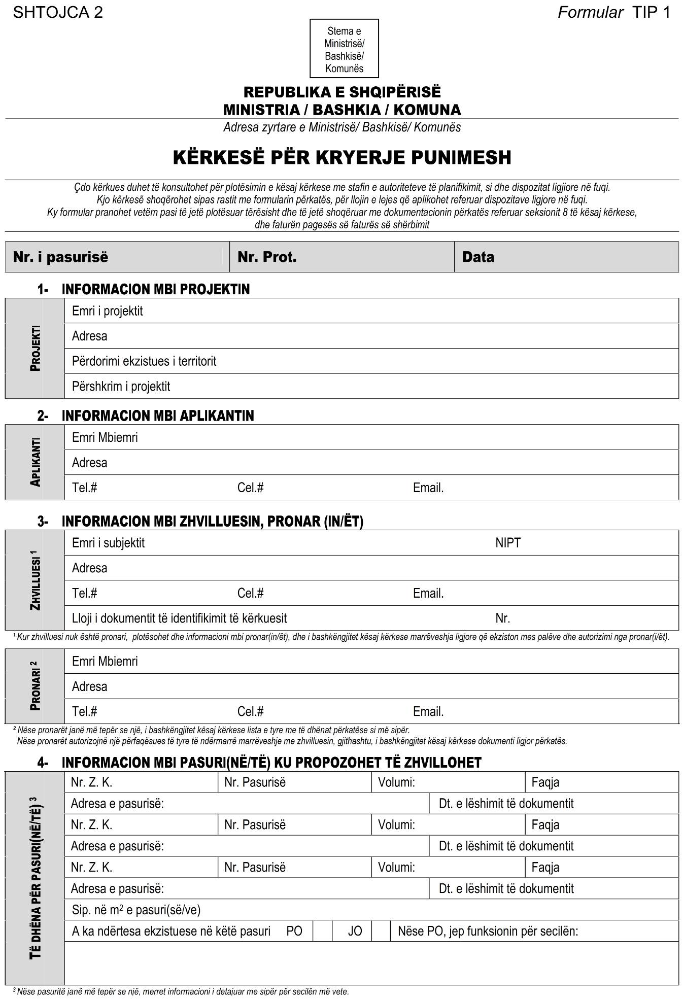 SHTOJCA 2
Formular TIP 1
Stema e
Ministrisë/
Bashkisë/
Komunës
REPUBLIKA E SHQIPËRISË
MINISTRIA / BASHKIA / KOMUNA
Adresa zyrtare e Ministrisë/ Bashkisë/ Komunës
KËRKESË PËR KRYERJE PUNIMESH
Çdo kërkues duhet të konsultohet për plotësimin e kësaj kërkese me stafin e autoriteteve të planifikimit, si dhe dispozitat ligjiore në fuqi.
Kjo kërkesë shoqërohet sipas rastit me formularin përkatës, për llojin e lejes që aplikohet referuar dispozitave ligjore në fuqi.
Ky formular pranohet vetëm pasi të jetë plotësuar tërësisht dhe të jetë shoqëruar me dokumentacionin përkatës referuar seksionit 8 të kësaj kërkese,
dhe faturën pagesës së faturës së shërbimit
Nr. i pasurisë Nr. Prot. Data
1- INFORMACION MBI PROJEKTIN
PROJEKTI
Emri i projektit
Adresa
Përdorimi ekzistues i territorit
Përshkrim i projektit
2- INFORMACION MBI APLIKANTIN
APLIKANTI
Emri Mbiemri
Adresa
Tel.# Cel.# Email.
3- INFORMACION MBI ZHVILLUESIN, PRONAR (IN/ËT)
ZHVILLUESI ¹
Emri i subjektit NIPT
Adresa
Tel.# Cel.# Email.
Lloji i dokumentit të identifikimit të kërkuesit Nr.
¹·Kur zhvilluesi nuk është pronari, plotësohet dhe informacioni mbi pronar(in/ët), dhe i bashkëngjitet kësaj kërkese marrëveshja ligjore që ekziston mes palëve dhe autorizimi nga pronar(i/ët).
PRONARI ²
Emri Mbiemri
Adresa
Tel.# Cel.# Email.
² Nëse pronarët janë më tepër se një, i bashkëngjitet kësaj kërkese lista e tyre me të dhënat përkatëse si më sipër.
Nëse pronarët autorizojnë një përfaqësues të tyre të ndërmarrë marrëveshje me zhvilluesin, gjithashtu, i bashkëngjitet kësaj kërkese dokumenti ligjor përkatës.
4- INFORMACION MBI PASURI(NË/TË) KU PROPOZOHET TË ZHVILLOHET
TË DHËNA PËR PASURI(NË/TË) ³
Nr. Z. K. Nr. Pasurisë Volumi: Faqja
Adresa e pasurisë: Dt. e lëshimit të dokumentit
Nr. Z. K. Nr. Pasurisë Volumi: Faqja
Adresa e pasurisë: Dt. e lëshimit të dokumentit
Nr. Z. K. Nr. Pasurisë Volumi: Faqja
Adresa e pasurisë: Dt. e lëshimit të dokumentit
Sip. në m² e pasuri(së/ve)
A ka ndërtesa ekzistuese në këtë pasuri PO JO Nëse PO, jep funksionin për secilën:
³ Nëse pasuritë janë më tepër se një, merret informacioni i detajuar me sipër për secilën më vete.